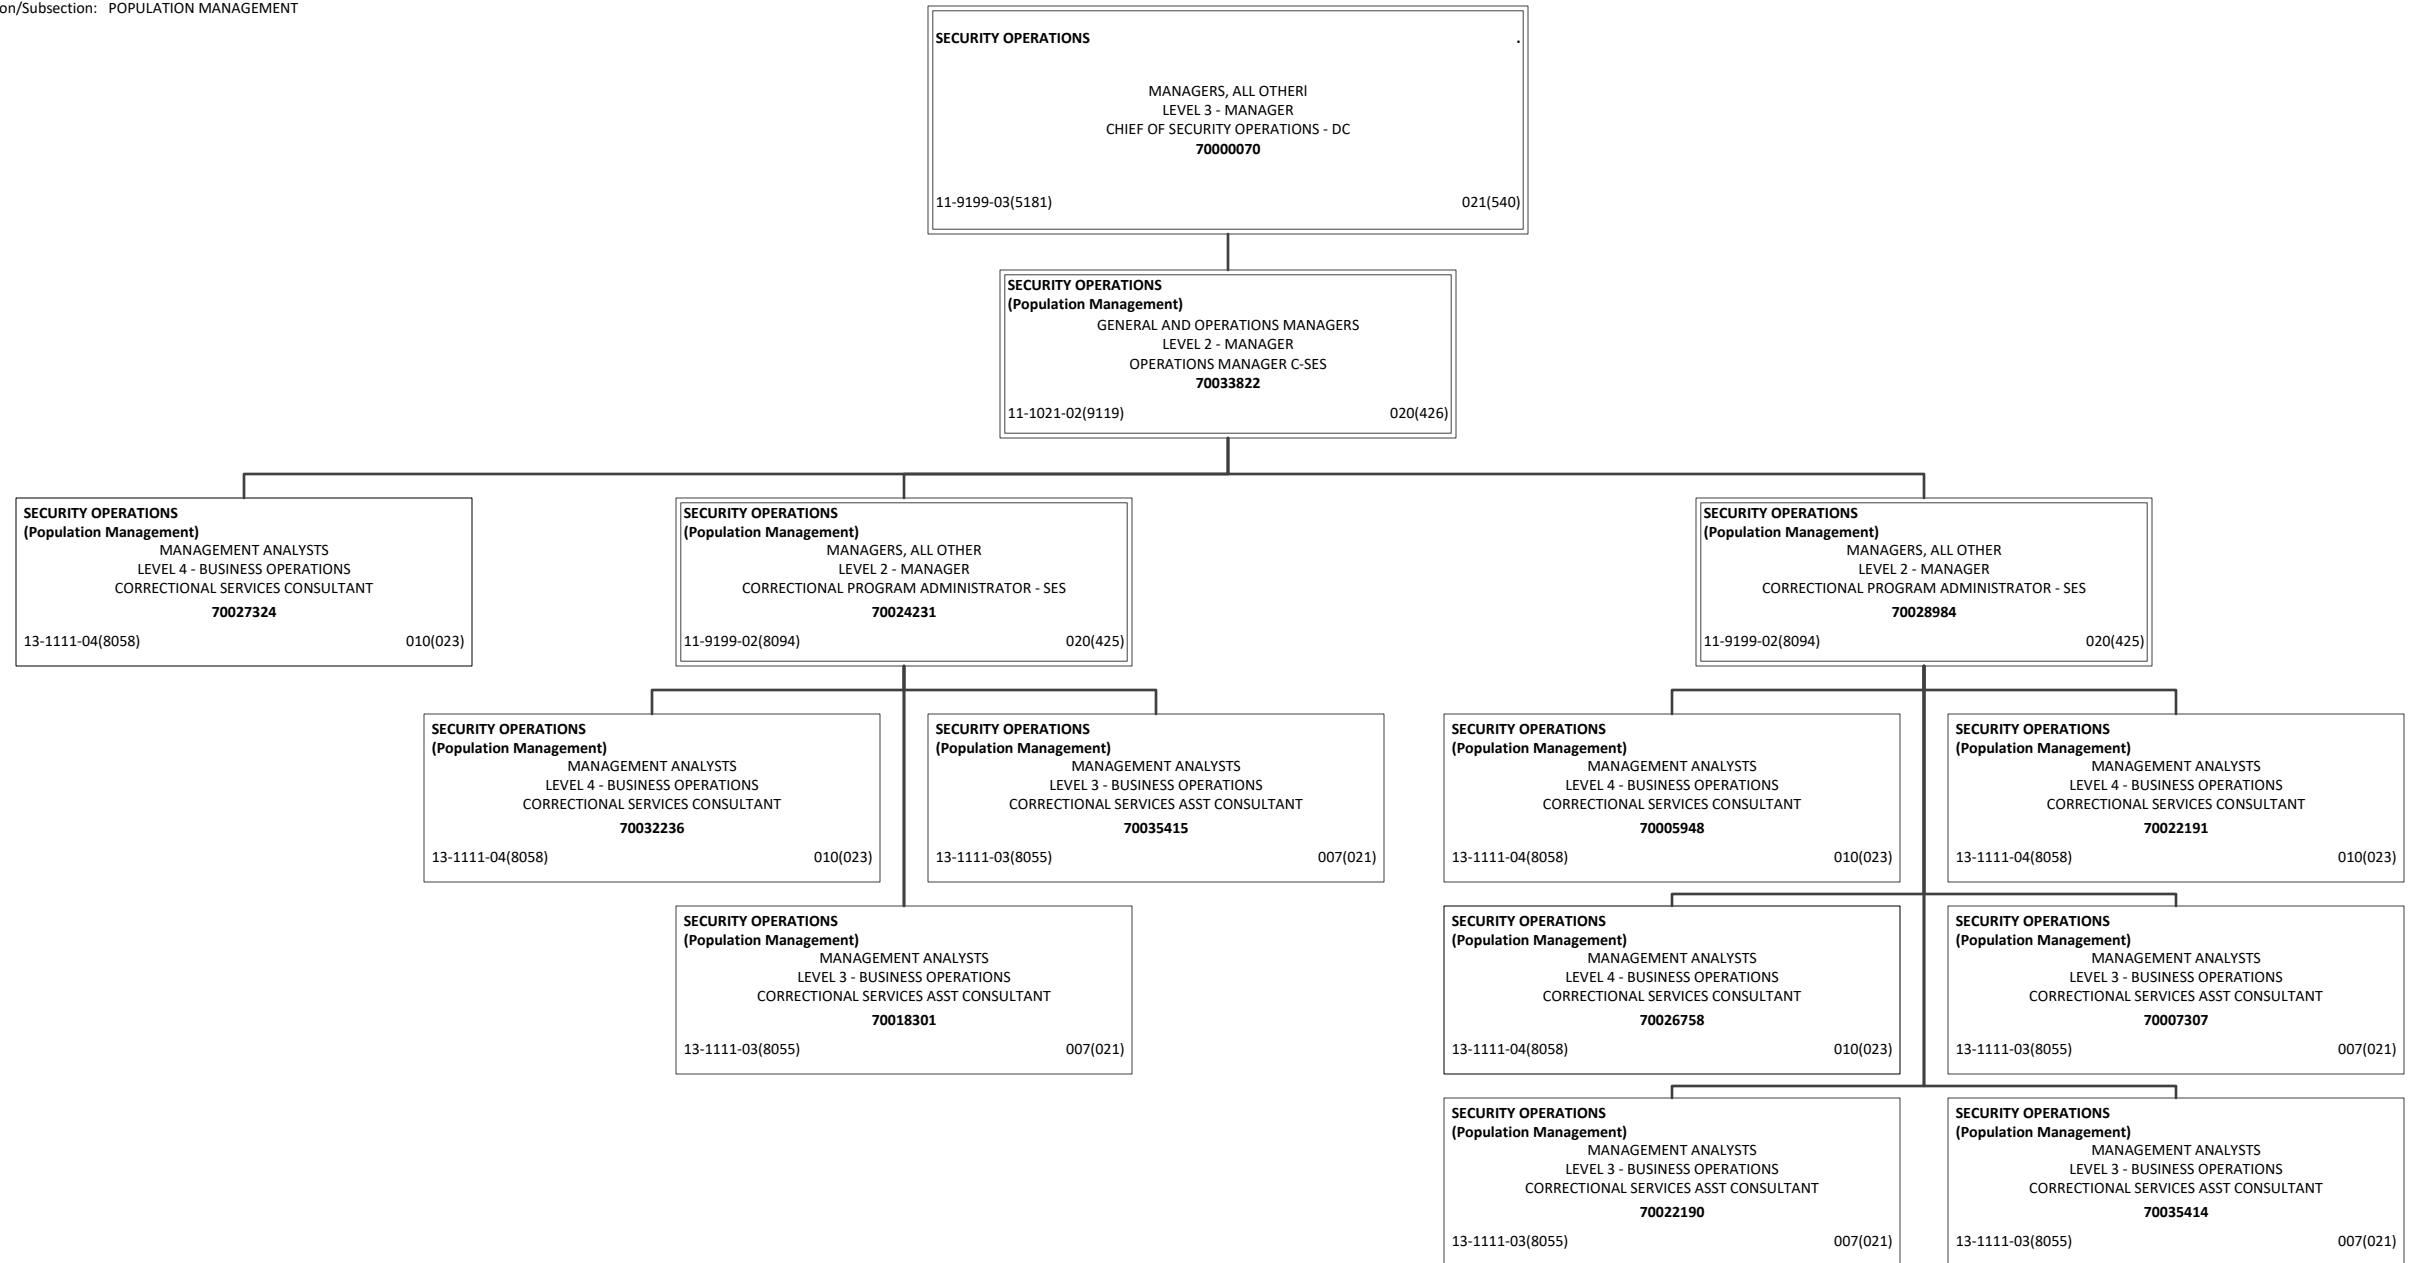 on/Subsection: POPULATION MANAGEMENT
SECURITY OPERATIONS .
MANAGERS, ALL OTHERl
LEVEL 3 - MANAGER
CHIEF OF SECURITY OPERATIONS - DC
70000070
11-9199-03(5181) 021(540)
SECURITY OPERATIONS
(Population Management)
GENERAL AND OPERATIONS MANAGERS
LEVEL 2 - MANAGER
OPERATIONS MANAGER C-SES
70033822
11-1021-02(9119) 020(426)
SECURITY OPERATIONS
(Population Management)
MANAGEMENT ANALYSTS
LEVEL 4 - BUSINESS OPERATIONS
CORRECTIONAL SERVICES CONSULTANT
70027324
13-1111-04(8058) 010(023)
SECURITY OPERATIONS
(Population Management)
MANAGERS, ALL OTHER
LEVEL 2 - MANAGER
CORRECTIONAL PROGRAM ADMINISTRATOR - SES
70024231
11-9199-02(8094) 020(425)
SECURITY OPERATIONS
(Population Management)
MANAGERS, ALL OTHER
LEVEL 2 - MANAGER
CORRECTIONAL PROGRAM ADMINISTRATOR - SES
70028984
11-9199-02(8094) 020(425)
SECURITY OPERATIONS
(Population Management)
MANAGEMENT ANALYSTS
LEVEL 4 - BUSINESS OPERATIONS
CORRECTIONAL SERVICES CONSULTANT
70032236
13-1111-04(8058) 010(023)
SECURITY OPERATIONS
(Population Management)
MANAGEMENT ANALYSTS
LEVEL 3 - BUSINESS OPERATIONS
CORRECTIONAL SERVICES ASST CONSULTANT
70035415
13-1111-03(8055) 007(021)
SECURITY OPERATIONS
(Population Management)
MANAGEMENT ANALYSTS
LEVEL 4 - BUSINESS OPERATIONS
CORRECTIONAL SERVICES CONSULTANT
70005948
13-1111-04(8058) 010(023)
SECURITY OPERATIONS
(Population Management)
MANAGEMENT ANALYSTS
LEVEL 4 - BUSINESS OPERATIONS
CORRECTIONAL SERVICES CONSULTANT
70022191
13-1111-04(8058) 010(023)
SECURITY OPERATIONS
(Population Management)
MANAGEMENT ANALYSTS
LEVEL 3 - BUSINESS OPERATIONS
CORRECTIONAL SERVICES ASST CONSULTANT
70018301
13-1111-03(8055) 007(021)
SECURITY OPERATIONS
(Population Management)
MANAGEMENT ANALYSTS
LEVEL 4 - BUSINESS OPERATIONS
CORRECTIONAL SERVICES CONSULTANT
70026758
13-1111-04(8058) 010(023)
SECURITY OPERATIONS
(Population Management)
MANAGEMENT ANALYSTS
LEVEL 3 - BUSINESS OPERATIONS
CORRECTIONAL SERVICES ASST CONSULTANT
70007307
13-1111-03(8055) 007(021)
SECURITY OPERATIONS
(Population Management)
MANAGEMENT ANALYSTS
LEVEL 3 - BUSINESS OPERATIONS
CORRECTIONAL SERVICES ASST CONSULTANT
70022190
13-1111-03(8055) 007(021)
SECURITY OPERATIONS
(Population Management)
MANAGEMENT ANALYSTS
LEVEL 3 - BUSINESS OPERATIONS
CORRECTIONAL SERVICES ASST CONSULTANT
70035414
13-1111-03(8055) 007(021)